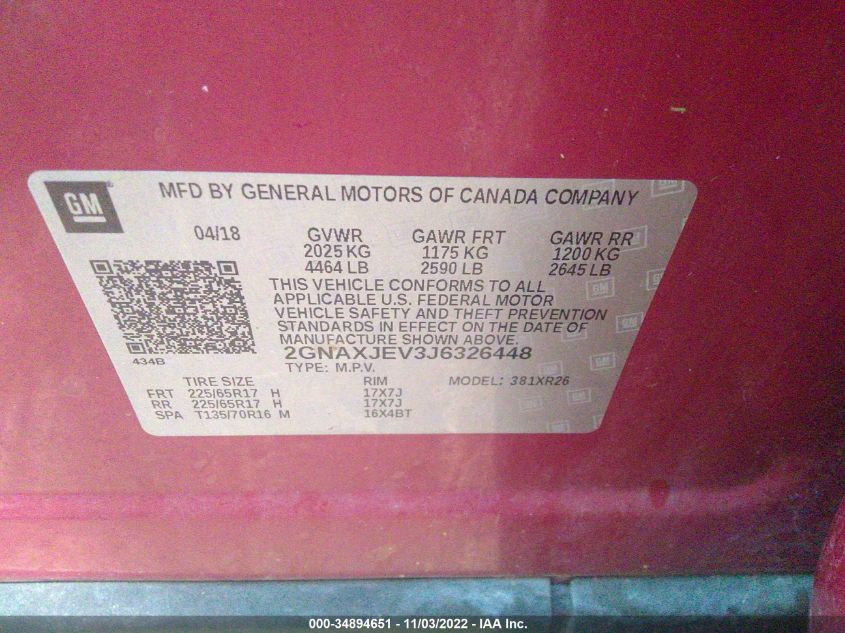 GM
MFD BY GENERAL MOTORS OF CANADA COMPANY
04/18 GVWR GAWR FRT GAWR RR
2025 KG 1175 KG 1200 KG
4464 LB 2590 LB 2645 LB
THIS VEHICLE CONFORMS TO ALL
APPLICABLE U.S. FEDERAL MOTOR
VEHICLE SAFETY AND THEFT PREVENTION
STANDARDS IN EFFECT ON THE DATE OF
MANUFACTURE SHOWN ABOVE.
434B
2GNAXJEV3J6326448
TYPE: M.P.V.
TIRE SIZE RIM MODEL: 381XR26
FRT 225/65R17 H 17X7J
RR 225/65R17 H 17X7J
SPA T135/70R16 M 16X4BT
000-34894651 - 11/03/2022 - IAA Inc.